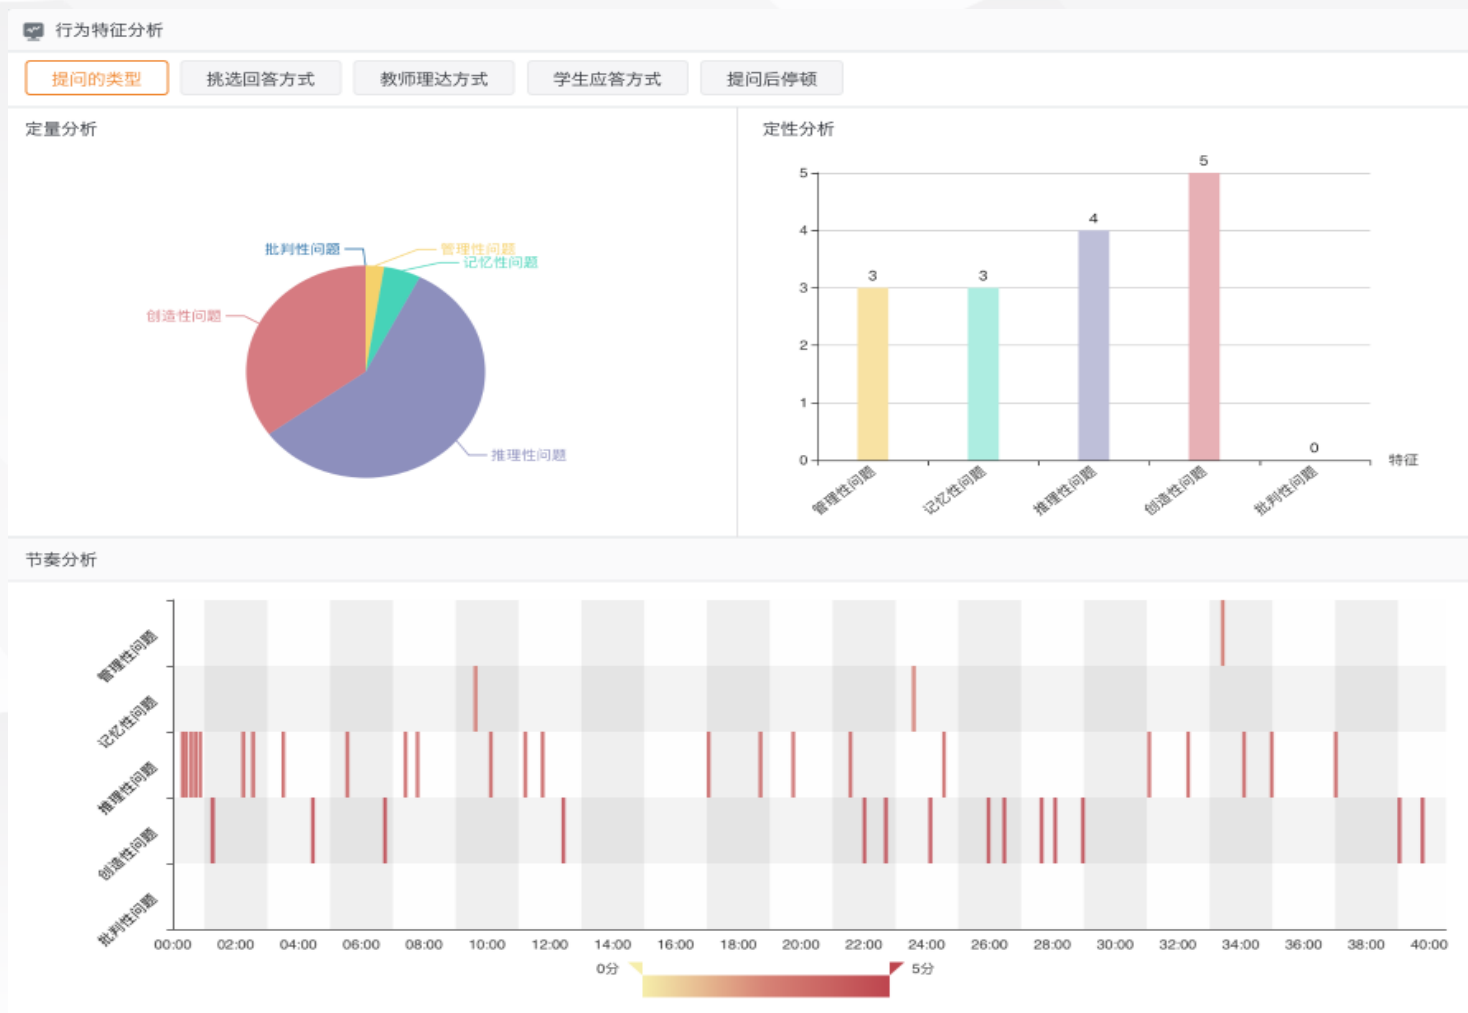 行为特征分析
提问的类型 挑选回答方式 教师理达方式 学生应答方式 提问后停顿
定量分析
批判性问题
管理性问题
记忆性问题
创造性问题
推理性问题
定性分析
5
5
4
4
3
3
3
2
1
0
0
特征
管理性问题 记忆性问题 推理性问题 创造性问题 批判性问题
节奏分析
管理性问题
记忆性问题
推理性问题
创造性问题
批判性问题
00:00 02:00 04:00 06:00 08:00 10:00 12:00 14:00 16:00 18:00 20:00 22:00 24:00 26:00 28:00 30:00 32:00 34:00 36:00 38:00 40:00
0分 5分